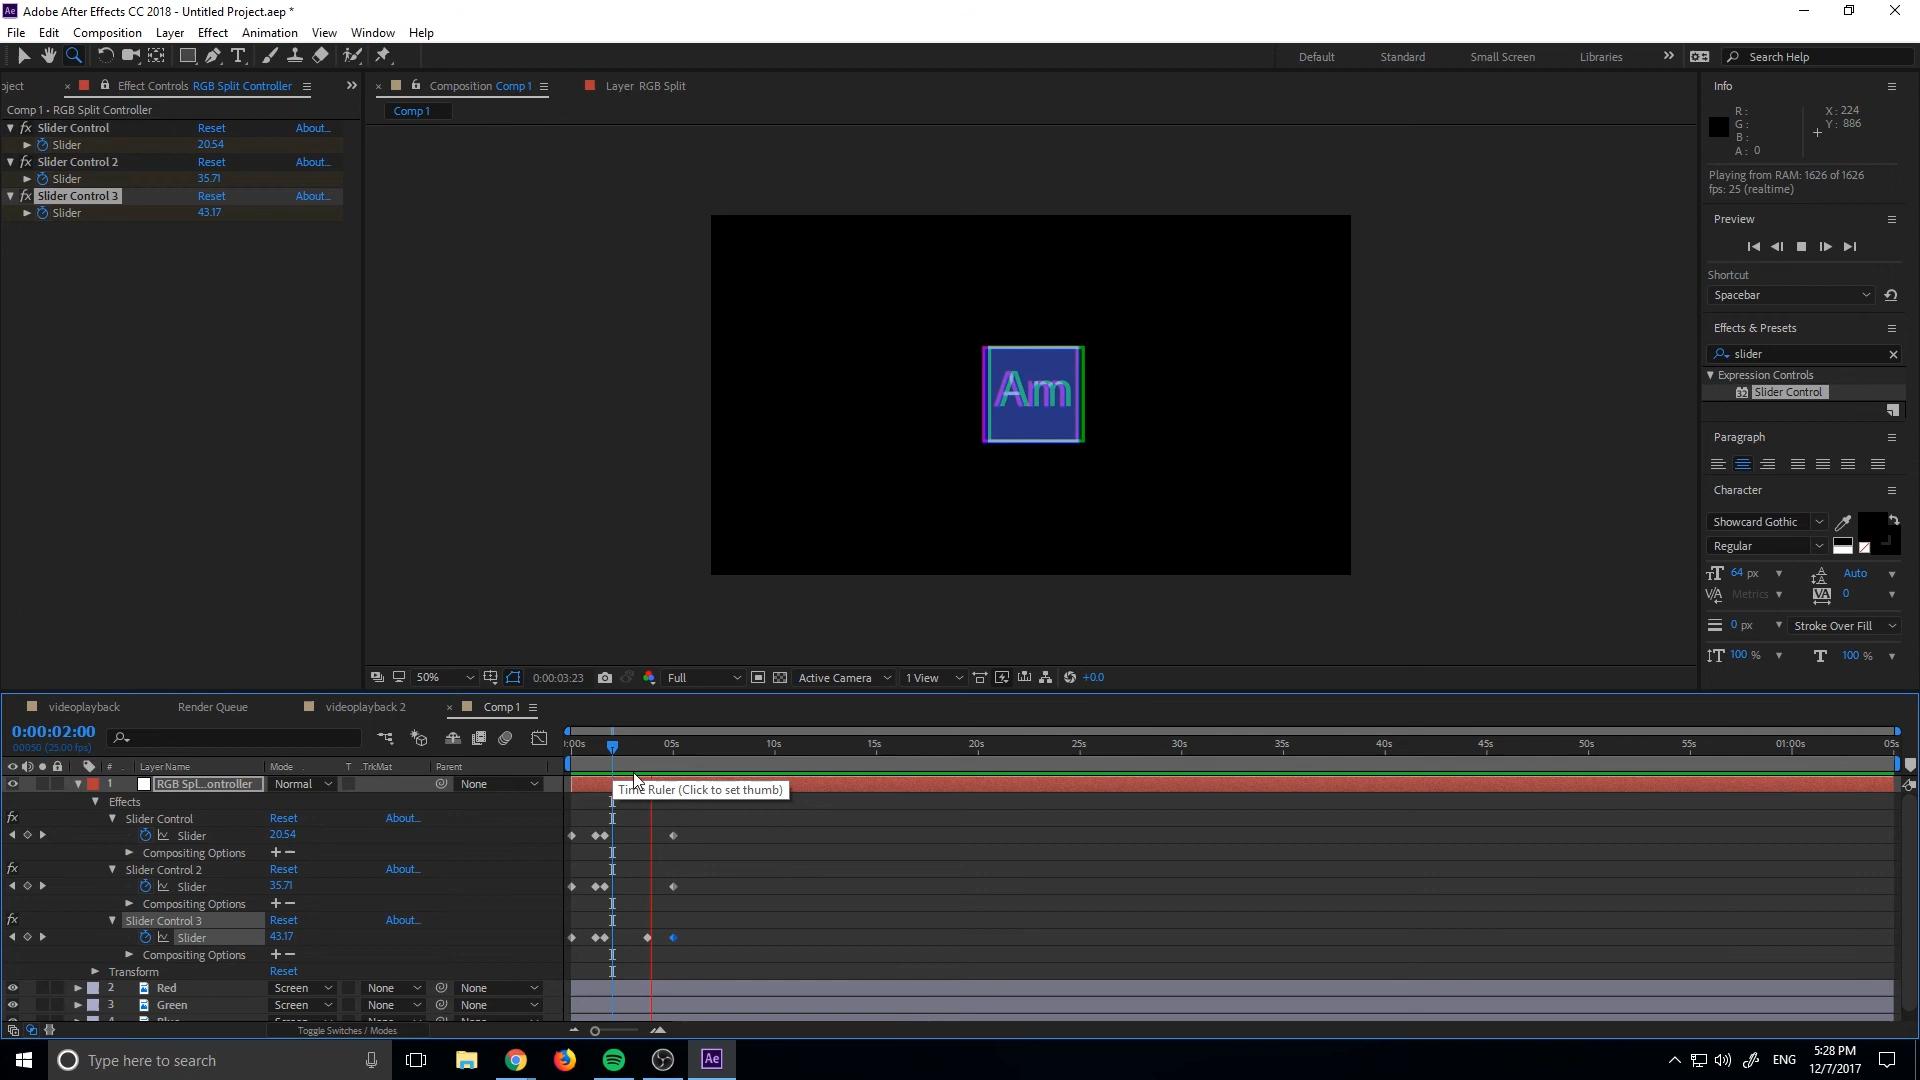 Adobe After Effects CC 2018 - Untitled Project.aep *
File Edit Composition Layer Effect Animation View Window Help
Default Standard Small Screen Libraries Search Help
oject Effect Controls RGB Split Controller
Comp 1 • RGB Split Controller
fx Slider Control Reset About...
Slider 20.54
fx Slider Control 2 Reset About...
Slider 35.71
fx Slider Control 3 Reset About...
Slider 43.17
Composition Comp 1 Layer RGB Split
Comp 1
Am
50% 0:00:03:23 Full Active Camera 1 View +0.0
Info
R: X: 224
G: Y: 886
B:
A: 0
Playing from RAM: 1626 of 1626
fps: 25 (realtime)
Preview
Shortcut
Spacebar
Effects & Presets
slider
Expression Controls
32 Slider Control
Paragraph
Character
Showcard Gothic
Regular
64 px Auto
Metrics 0
0 px Stroke Over Fill
100 % 100 %
videoplayback Render Queue videoplayback 2 Comp 1
0:00:02:00
00050 (25.00 fps)
:00s 05s 10s 15s 20s 25s 30s 35s 40s 45s 50s 55s 01:00s 05s
# Layer Name Mode T .TrkMat Parent
1 RGB Spl...ontroller Normal None
Time Ruler (Click to set thumb)
Effects
fx Slider Control Reset About...
Slider 20.54
Compositing Options
fx Slider Control 2 Reset About...
Slider 35.71
Compositing Options
fx Slider Control 3 Reset About...
Slider 43.17
Compositing Options
Transform Reset
2 Red Screen None None
3 Green Screen None None
Toggle Switches / Modes
Type here to search
Ae
ENG
5:28 PM
12/7/2017